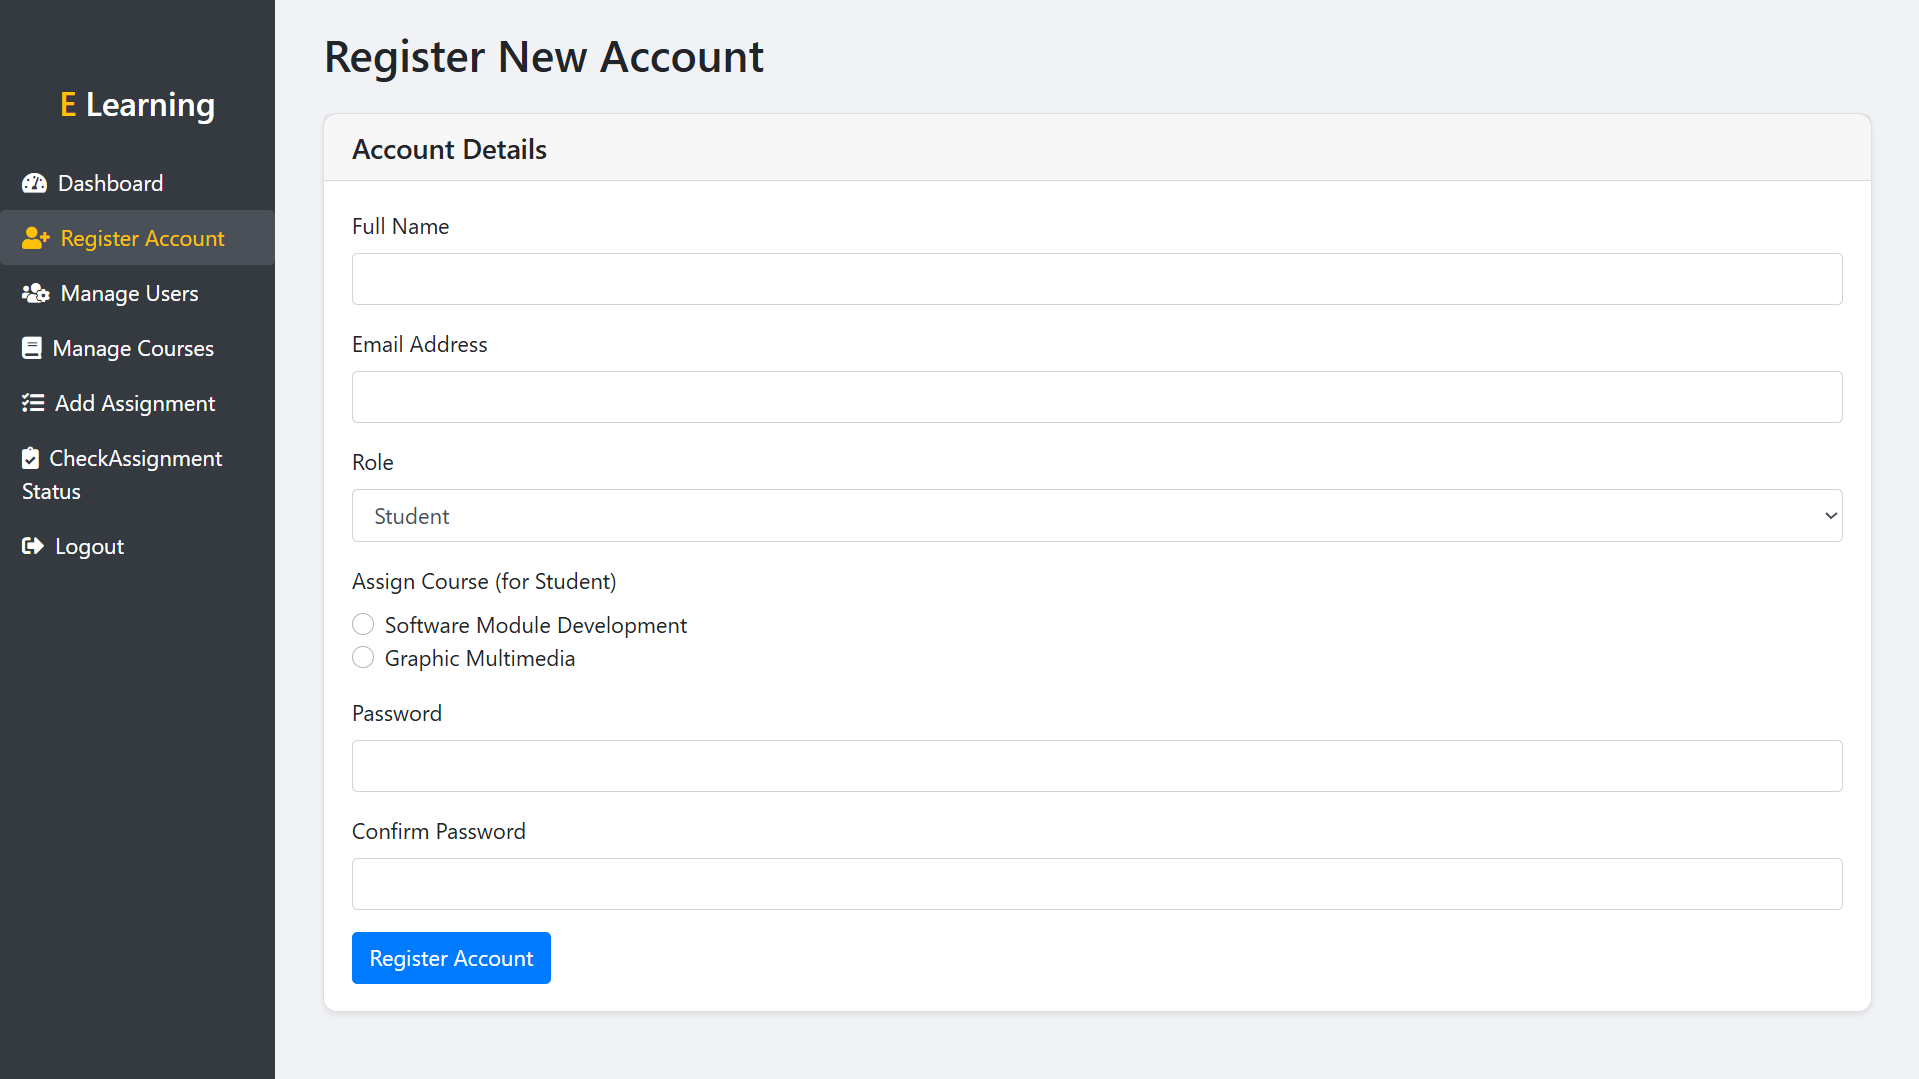 E Learning
Dashboard
Register Account
Manage Users
Manage Courses
Add Assignment
CheckAssignment
Status
Logout
Register New Account
Account Details
Full Name
Email Address
Role
Student
Assign Course (for Student)
Software Module Development
Graphic Multimedia
Password
Confirm Password
Register Account